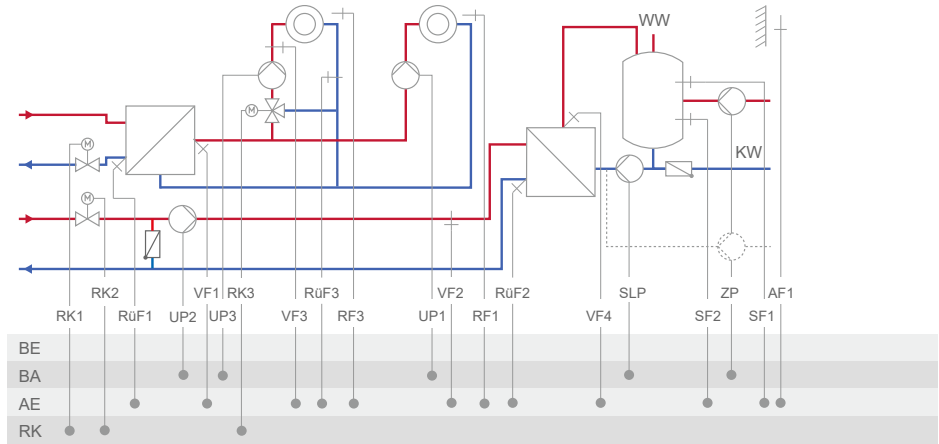 WW
M
M
KW
M
RK2 VF1 RK3 RüF3 VF2 RüF2 SLP ZP AF1
RK1 RüF1 UP2 UP3 VF3 RF3 UP1 RF1 VF4 SF2 SF1
BE
BA
AE
RK